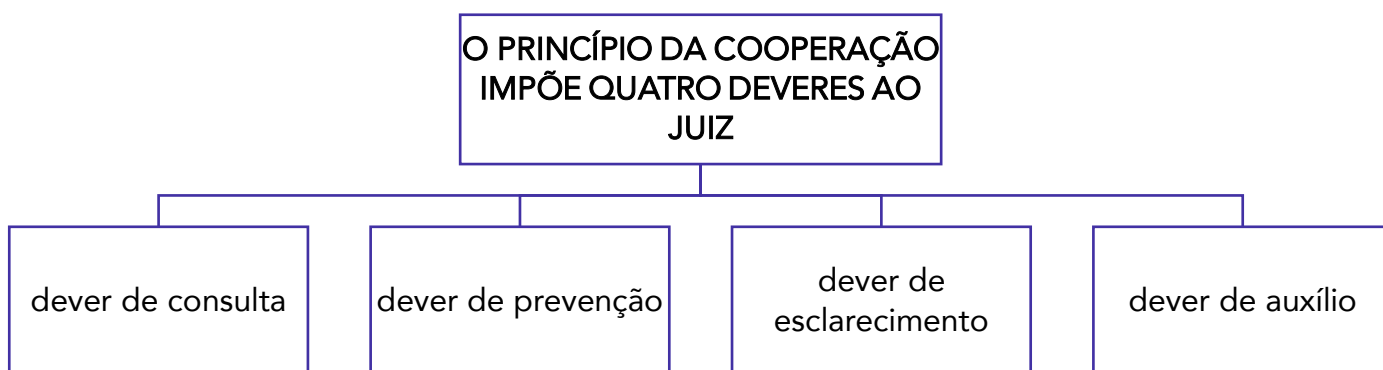 O PRINCÍPIO DA COOPERAÇÃO
IMPÕE QUATRO DEVERES AO
JUIZ
dever de consulta
dever de prevenção
dever de
esclarecimento
dever de auxílio